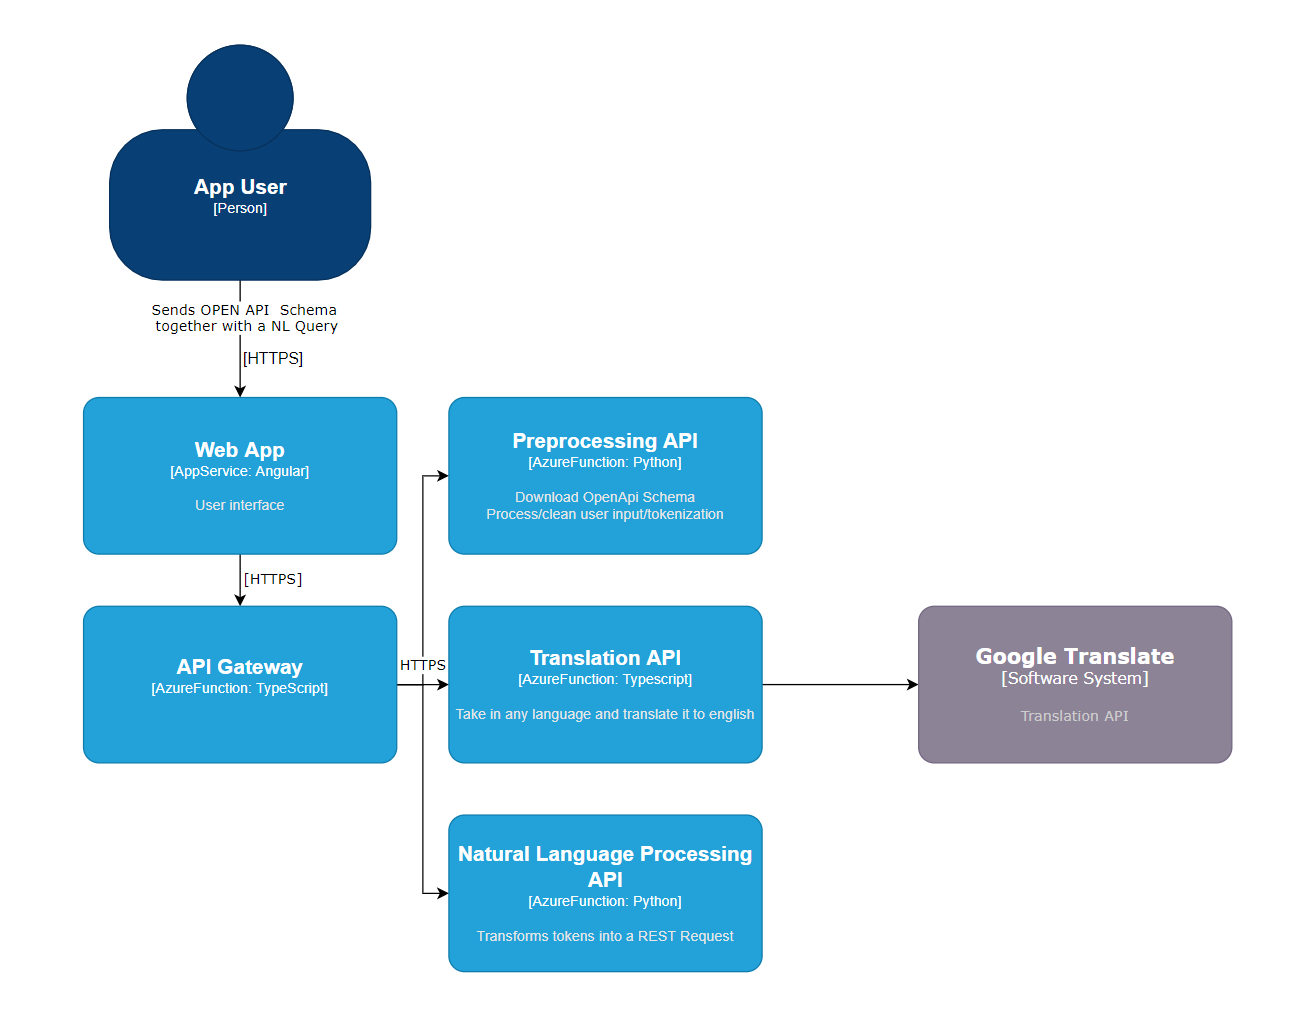 App User
[Person]
Sends OPEN API  Schema
together with a NL Query
[HTTPS]
Web App
[AppService: Angular]
User interface
Preprocessing API
[AzureFunction: Python]
Download OpenApi Schema
Process/clean user input/tokenization
[HTTPS]
API Gateway
[AzureFunction: TypeScript]
HTTPS
Translation API
[AzureFunction: Typescript]
Take in any language and translate it to english
Google Translate
[Software System]
Translation API
Natural Language Processing
API
[AzureFunction: Python]
Transforms tokens into a REST Request